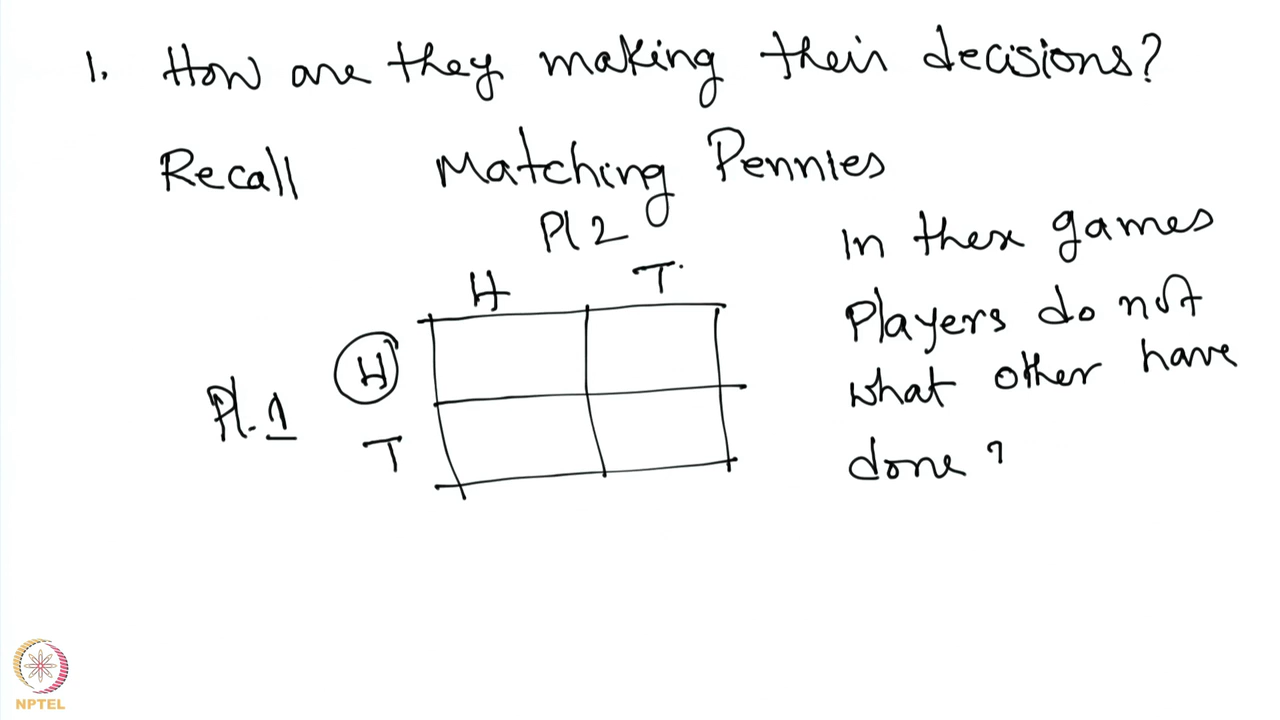 1. How are they making their decisions?
Recall Matching Pennies
Pl 2
H T
H
Pl. 1
T
In these games
Players do not
what other have
done ?
NPTEL